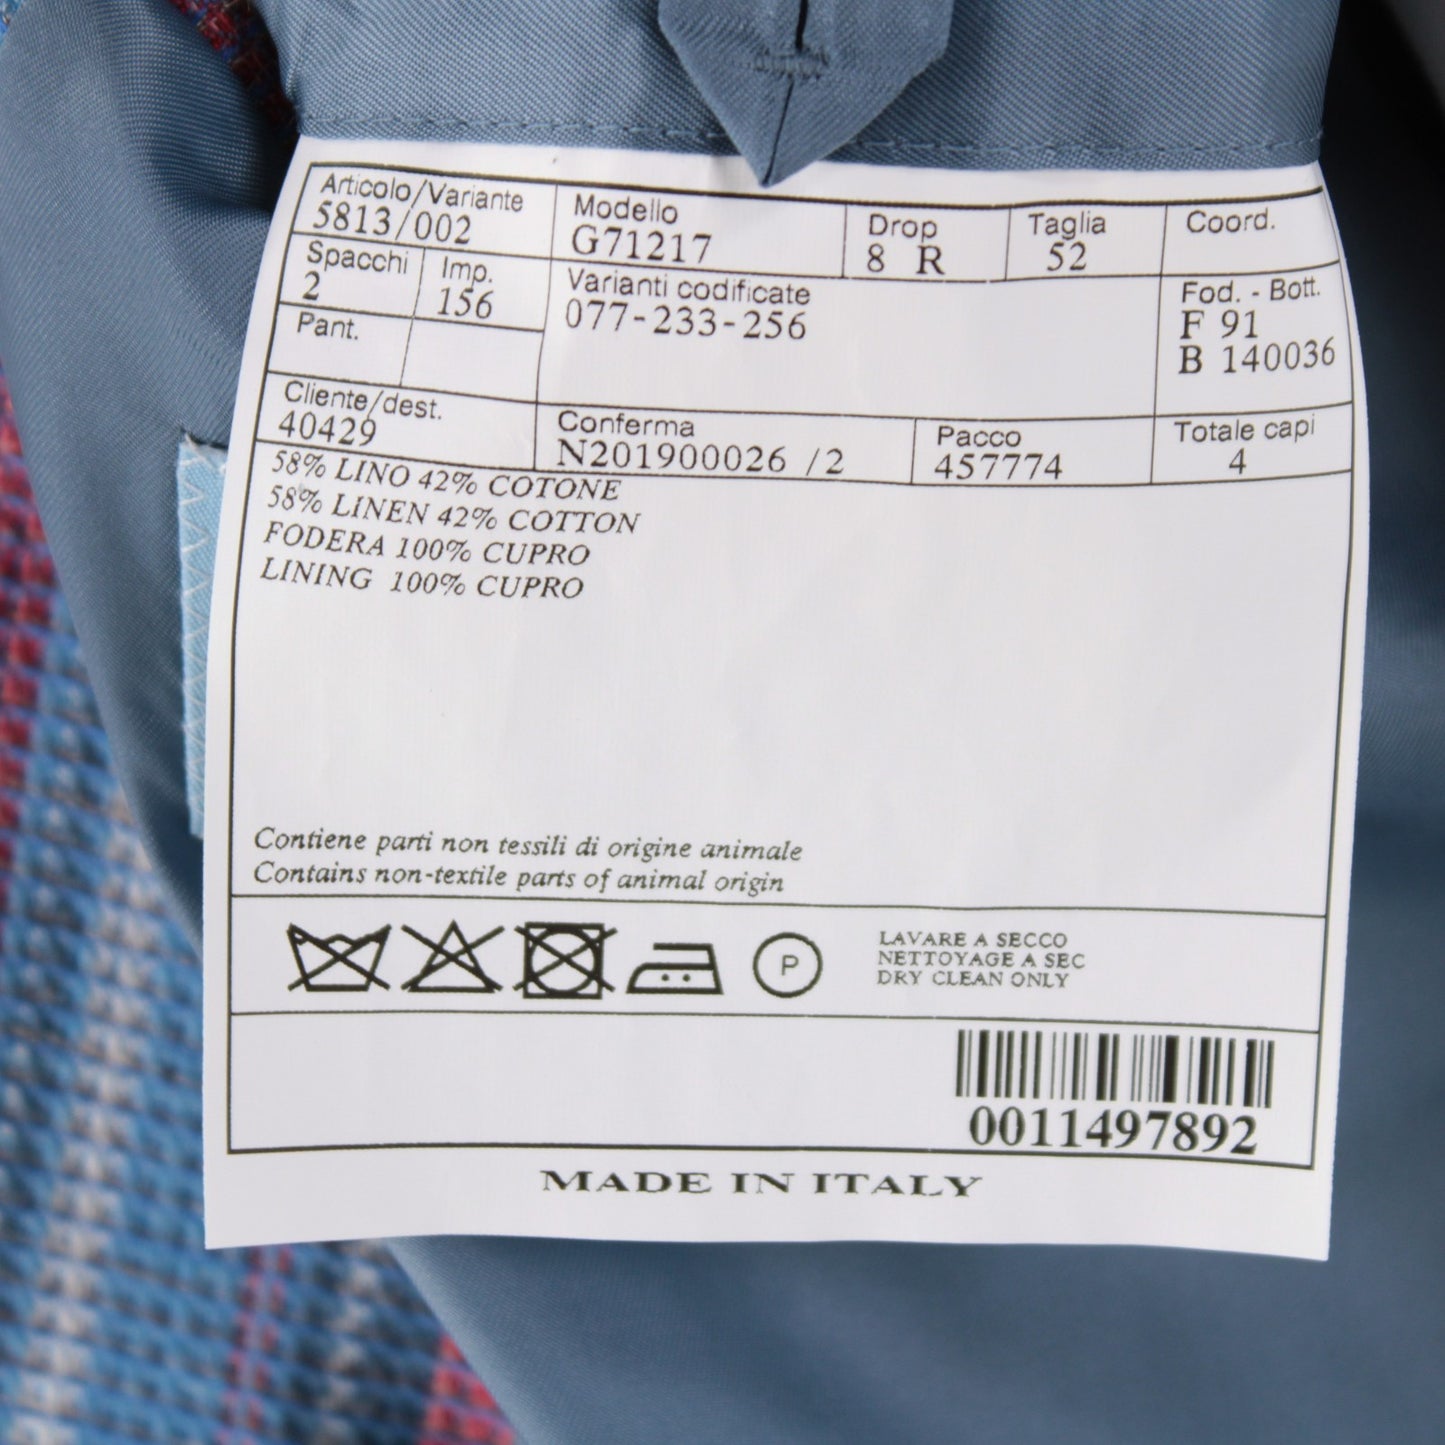 Articolo/Variante
5813/002
Modello
G71217
Drop
8 R
Taglia
52
Coord.
Spacchi
2
Imp.
156
Varianti codificate
077-233-256
Fod. - Bott.
F 91
B 140036
Pant.
Cliente/dest.
40429
Conferma
N201900026 /2
Pacco
457774
Totale capi
4
58% LINO 42% COTONE
58% LINEN 42% COTTON
FODERA 100% CUPRO
LINING 100% CUPRO
Contiene parti non tessili di origine animale
Contains non-textile parts of animal origin
P
LAVARE A SECCO
NETTOYAGE A SEC
DRY CLEAN ONLY
0011497892
MADE IN ITALY